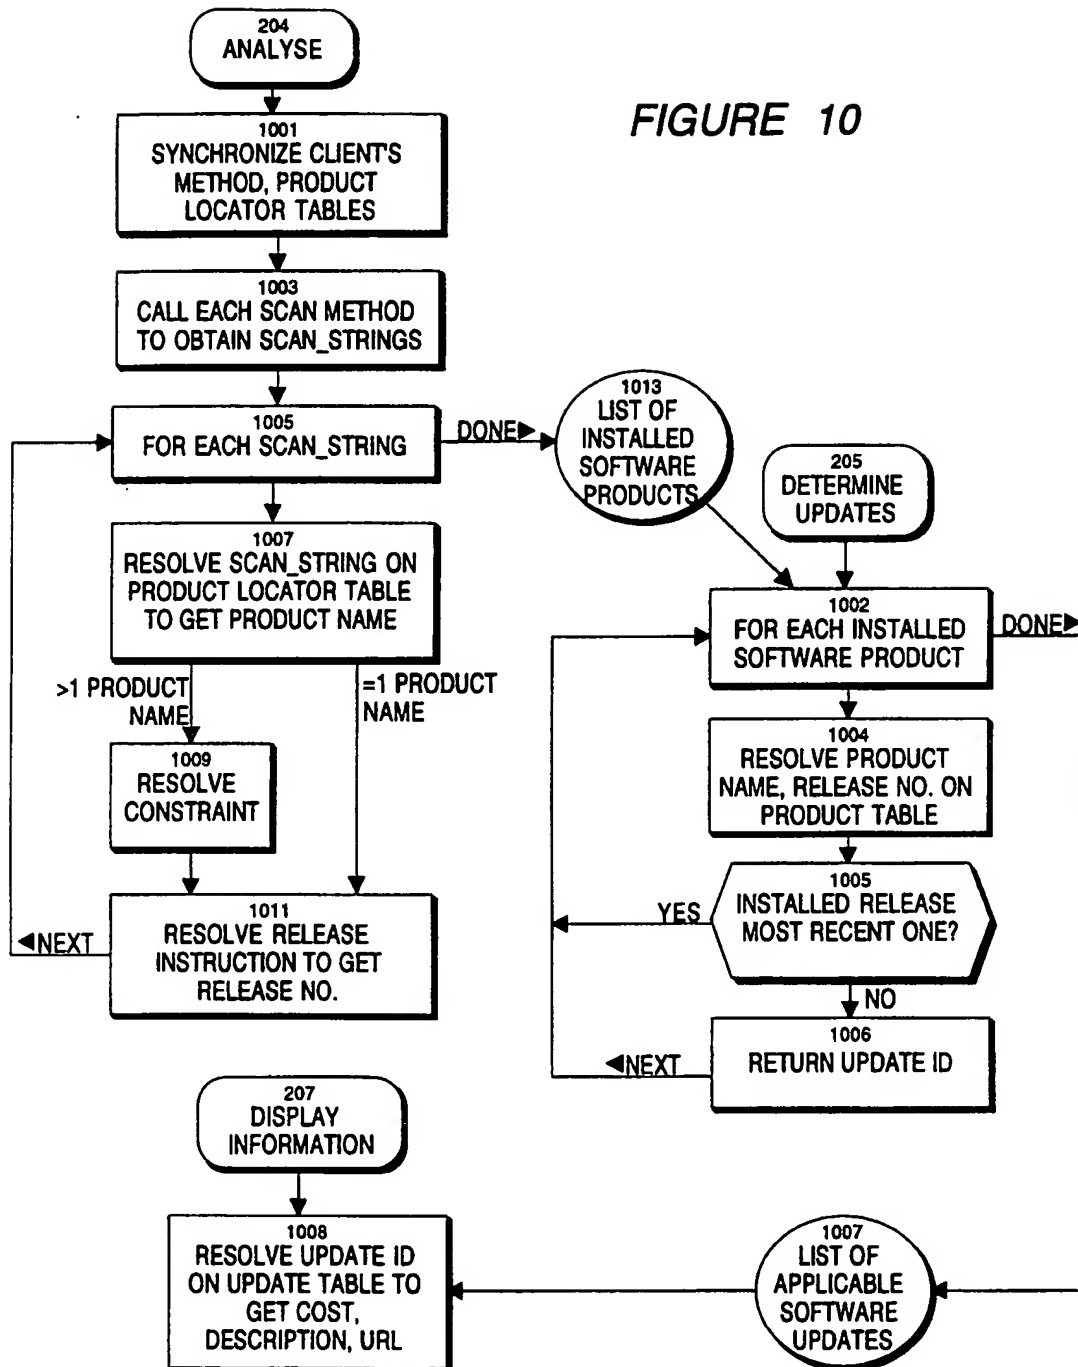 FIGURE 10
204
ANALYSE
1001
SYNCHRONIZE CLIENT'S
METHOD, PRODUCT
LOCATOR TABLES
1003
CALL EACH SCAN METHOD
TO OBTAIN SCAN_STRINGS
1005
FOR EACH SCAN_STRING
DONE
1007
RESOLVE SCAN_STRING ON
PRODUCT LOCATOR TABLE
TO GET PRODUCT NAME
>1 PRODUCT
NAME
=1 PRODUCT
NAME
1009
RESOLVE
CONSTRAINT
1011
RESOLVE RELEASE
INSTRUCTION TO GET
RELEASE NO.
NEXT
1013
LIST OF
INSTALLED
SOFTWARE
PRODUCTS
205
DETERMINE
UPDATES
1002
FOR EACH INSTALLED
SOFTWARE PRODUCT
DONE
1004
RESOLVE PRODUCT
NAME, RELEASE NO. ON
PRODUCT TABLE
1005
INSTALLED RELEASE
MOST RECENT ONE?
YES
NO
1006
RETURN UPDATE ID
NEXT
207
DISPLAY
INFORMATION
1008
RESOLVE UPDATE ID
ON UPDATE TABLE TO
GET COST,
DESCRIPTION, URL
1007
LIST OF
APPLICABLE
SOFTWARE
UPDATES